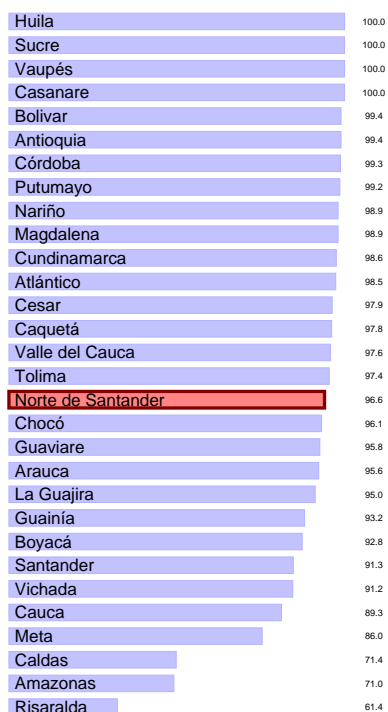 Huila 100.0
Sucre 100.0
Vaupés 100.0
Casanare 100.0
Bolivar 99.4
Antioquia 99.4
Córdoba 99.3
Putumayo 99.2
Nariño 98.9
Magdalena 98.9
Cundinamarca 98.6
Atlántico 98.5
Cesar 97.9
Caquetá 97.8
Valle del Cauca 97.6
Tolima 97.4
Norte de Santander 96.6
Chocó 96.1
Guaviare 95.8
Arauca 95.6
La Guajira 95.0
Guainía 93.2
Boyacá 92.8
Santander 91.3
Vichada 91.2
Cauca 89.3
Meta 86.0
Caldas 71.4
Amazonas 71.0
Risaralda 61.4